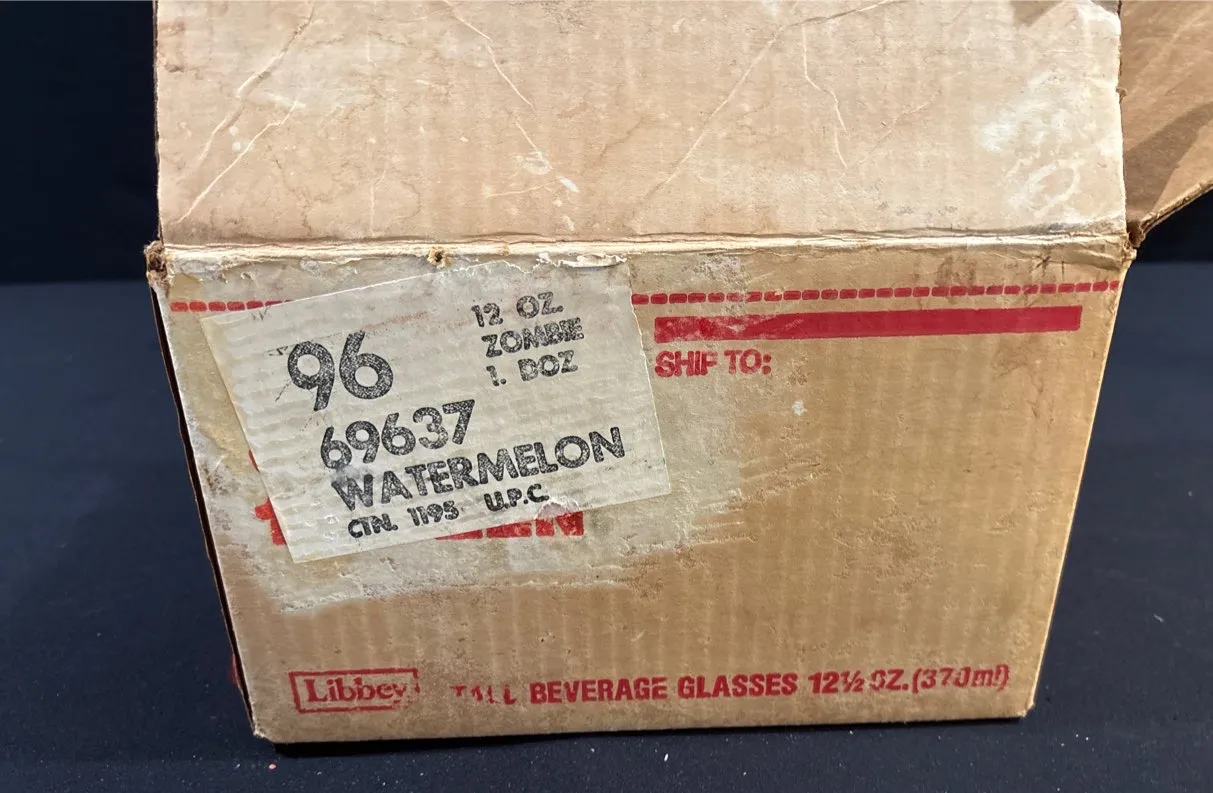 12 OZ.
ZOMBIE
1. DOZ
96
69637
WATERMELON
CTN. 1195 U.P.C.
SHIP TO:
Libbey
TALL BEVERAGE GLASSES 12½ OZ. (370ml)